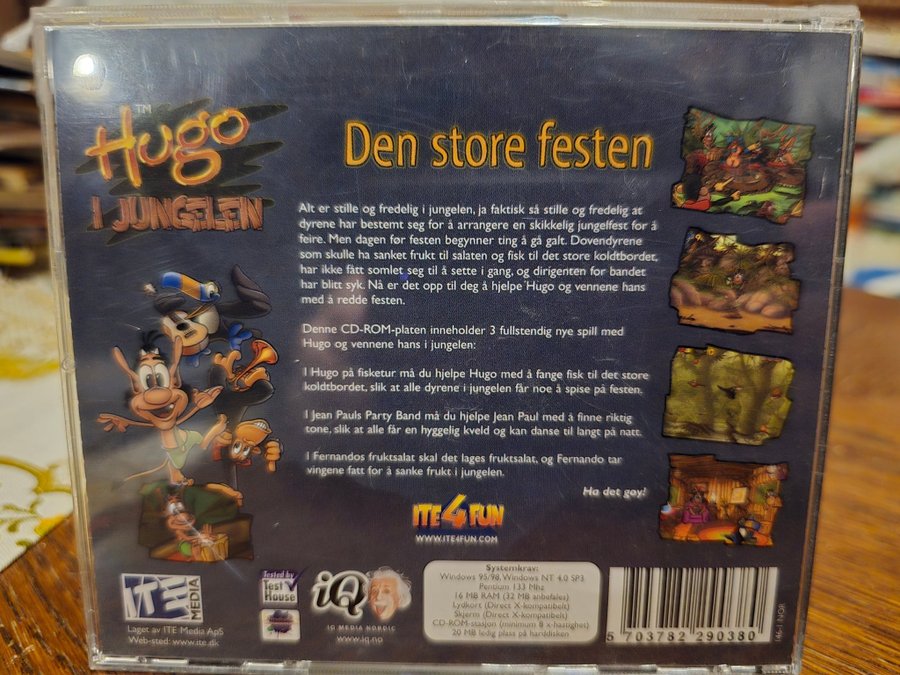 TM
Hugo
I JUNGELEN
Den store festen
Alt er stille og fredelig i jungelen, ja faktisk så stille og fredelig at
dyrene har bestemt seg for å arrangere en skikkelig jungelfest for å
feire. Men dagen før festen begynner ting å gå galt. Dovendyrene
som skulle ha sanket frukt til salaten og fisk til det store koldtbordet,
har ikke fått somlet seg til å sette i gang, og dirigenten for bandet
har blitt syk. Nå er det opp til deg å hjelpe Hugo og vennene hans
med å redde festen.
Denne CD-ROM-platen inneholder 3 fullstendig nye spill med
Hugo og vennene hans i jungelen:
I Hugo på fisketur må du hjelpe Hugo med å fange fisk til det store
koldtbordet, slik at alle dyrene i jungelen får noe å spise på festen.
I Jean Pauls Party Band må du hjelpe Jean Paul med å finne riktig
tone, slik at alle får en hyggelig kveld og kan danse til langt på natt.
I Fernandos fruktsalat skal det lages fruktsalat, og Fernando tar
vingene fatt for å sanke frukt i jungelen.
Ha det gøy!
ITE 4 FUN
WWW.ITE4FUN.COM
ITE MEDIA
Laget av ITE Media ApS
Web-sted: www.ite.dk
Tested by
Test
House
iQ
IQ MEDIA NORDIC
www.iq.no
Systemkrav:
Windows 95/98, Windows NT 4.0 SP3
Pentium 133 Mhz
16 MB RAM (32 MB anbefales)
Lydkort (Direct X-kompatibelt)
Skjerm (Direct X-kompatibelt)
CD-ROM-stasjon (minimum 8 x-hastighet)
20 MB ledig plass på harddisken
5 703782 290380